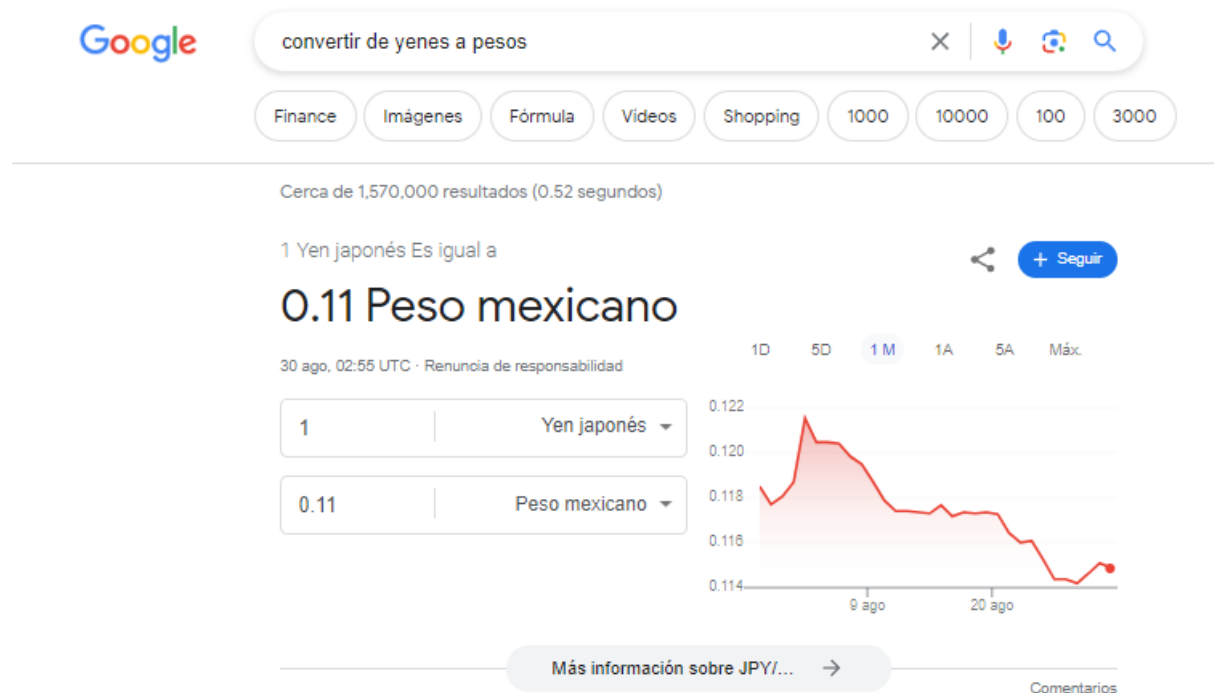 Google
convertir de yenes a pesos
Finance Imágenes Fórmula Videos Shopping 1000 10000 100 3000
Cerca de 1,570,000 resultados (0.52 segundos)
1 Yen japonés Es igual a
+ Seguir
0.11 Peso mexicano
30 ago, 02:55 UTC · Renuncia de responsabilidad
1 Yen japonés
0.11 Peso mexicano
1D 5D 1 M 1A 5A Máx.
0.122
0.120
0.118
0.116
0.114
9 ago 20 ago
Más información sobre JPY/...
Comentarios